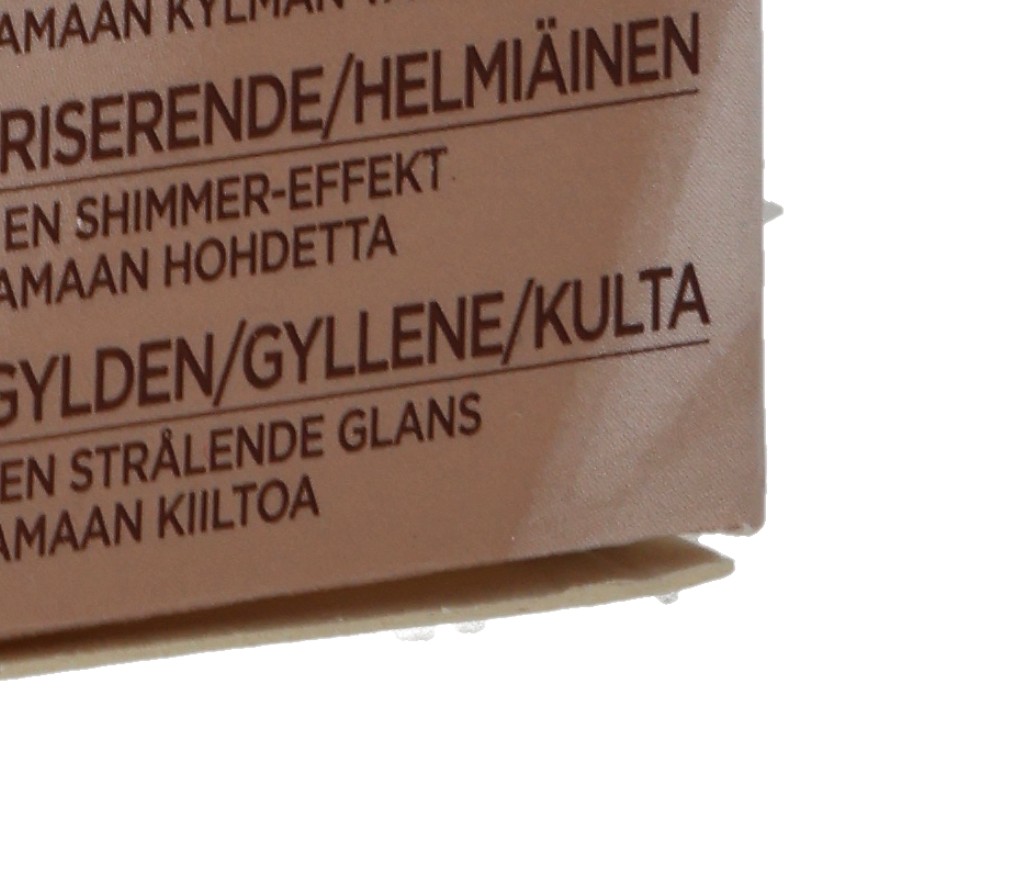 AMAAN KYLMÄN
RISERENDE/HELMIÄINEN
EN SHIMMER-EFFEKT
AMAAN HOHDETTA
GYLDEN/GYLLENE/KULTA
EN STRÅLENDE GLANS
AMAAN KIILTOA